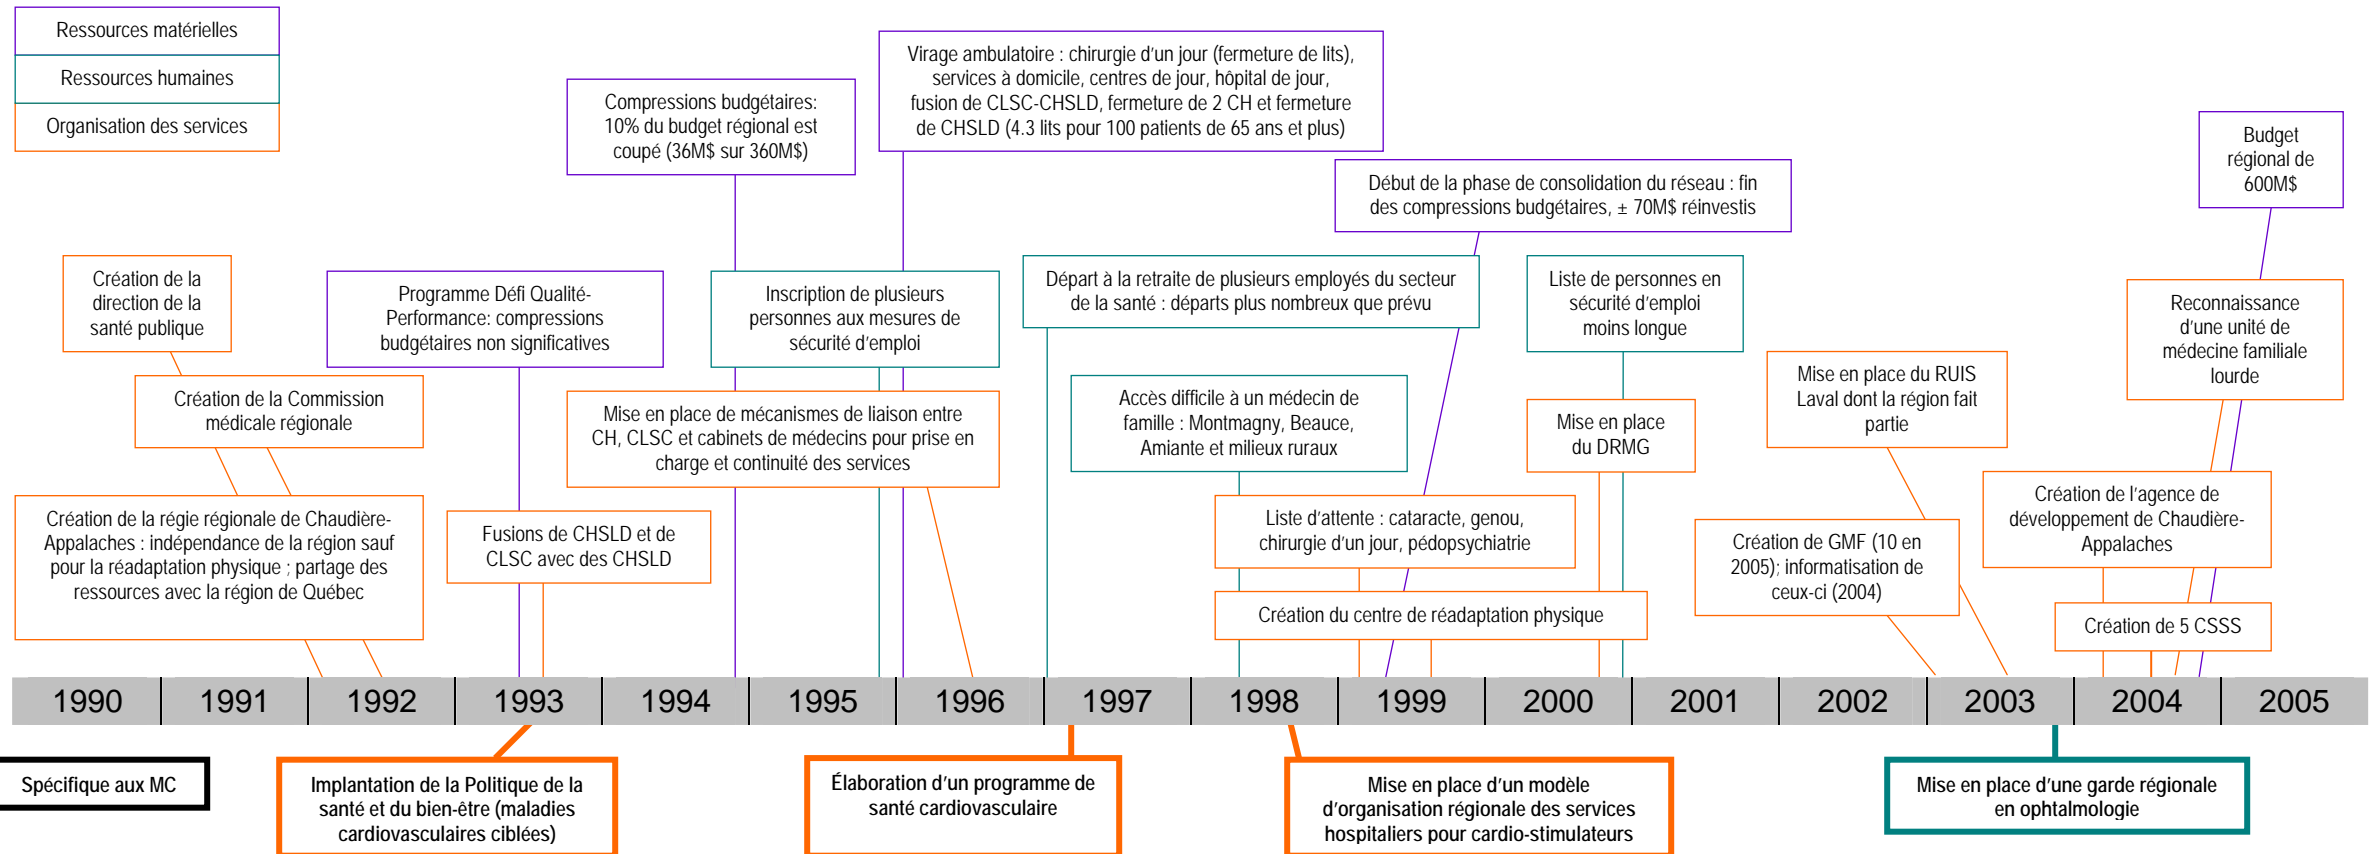 Ressources matérielles
Ressources humaines
Organisation des services
Compressions budgétaires:
10% du budget régional est
coupé (36M$ sur 360M$)
Virage ambulatoire : chirurgie d'un jour (fermeture de lits),
services à domicile, centres de jour, hôpital de jour,
fusion de CLSC-CHSLD, fermeture de 2 CH et fermeture
de CHSLD (4.3 lits pour 100 patients de 65 ans et plus)
Début de la phase de consolidation du réseau : fin
des compressions budgétaires, ± 70M$ réinvestis
Budget
régional de
600M$
Création de la
direction de la
santé publique
Programme Défi Qualité-
Performance: compressions
budgétaires non significatives
Inscription de plusieurs
personnes aux mesures de
sécurité d'emploi
Départ à la retraite de plusieurs employés du secteur
de la santé : départs plus nombreux que prévu
Liste de personnes en
sécurité d'emploi
moins longue
Reconnaissance
d'une unité de
médecine familiale
lourde
Création de la Commission
médicale régionale
Mise en place de mécanismes de liaison entre
CH, CLSC et cabinets de médecins pour prise en
charge et continuité des services
Accès difficile à un médecin de
famille : Montmagny, Beauce,
Amiante et milieux ruraux
Mise en place
du DRMG
Mise en place du RUIS
Laval dont la région fait
partie
Création de la régie régionale de Chaudière-
Appalaches : indépendance de la région sauf
pour la réadaptation physique ; partage des
ressources avec la région de Québec
Fusions de CHSLD et de
CLSC avec des CHSLD
Liste d'attente : cataracte, genou,
chirurgie d'un jour, pédopsychiatrie
Création du centre de réadaptation physique
Création de GMF (10 en
2005); informatisation de
ceux-ci (2004)
Création de l'agence de
développement de Chaudière-
Appalaches
Création de 5 CSSS
1990
1991
1992
1993
1994
1995
1996
1997
1998
1999
2000
2001
2002
2003
2004
2005
Spécifique aux MC
Implantation de la Politique de la
santé et du bien-être (maladies
cardiovasculaires ciblées)
Élaboration d'un programme de
santé cardiovasculaire
Mise en place d'un modèle
d'organisation régionale des services
hospitaliers pour cardio-stimulateurs
Mise en place d'une garde régionale
en ophtalmologie